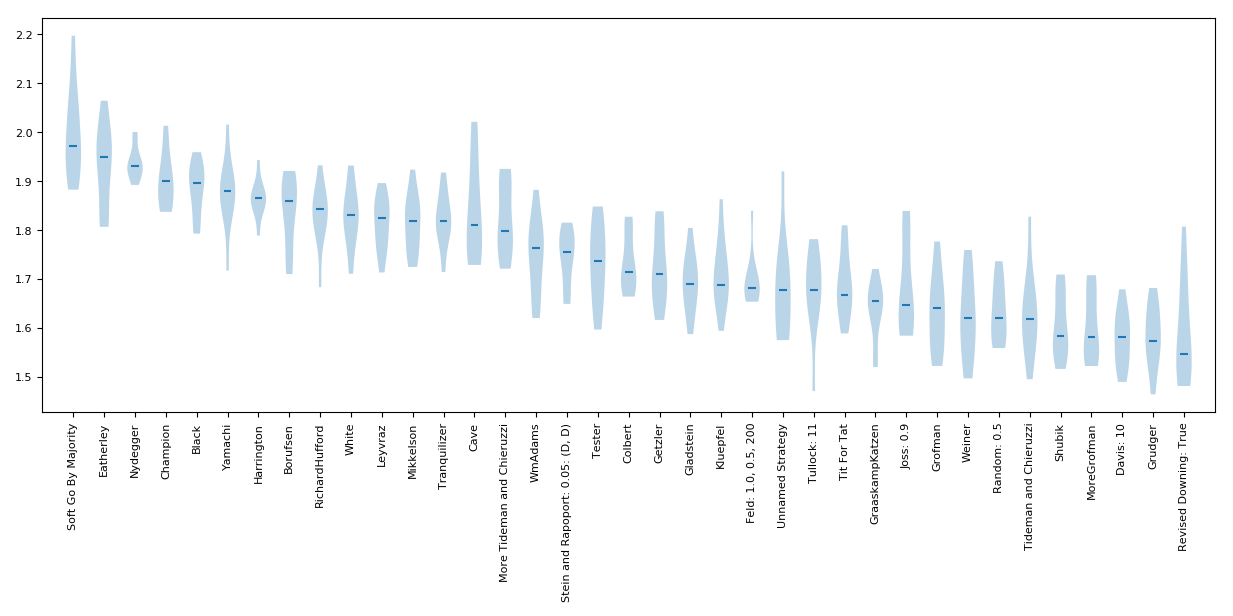 2.2
2.1
2.0
1.9
1.8
1.7
1.6
1.5
Soft Go By Majority
Eatherley
Nydegger
Champion
Black
Yamachi
Harrington
Borufsen
RichardHufford
White
Leyvraz
Mikkelson
Tranquilizer
Cave
More Tideman and Chieruzzi
WmAdams
Stein and Rapoport: 0.05: (D, D)
Tester
Colbert
Getzler
Gladstein
Kluepfel
Feld: 1.0, 0.5, 200
Unnamed Strategy
Tullock: 11
Tit For Tat
GraaskampKatzen
Joss: 0.9
Grofman
Weiner
Random: 0.5
Tideman and Chieruzzi
Shubik
MoreGrofman
Davis: 10
Grudger
Revised Downing: True